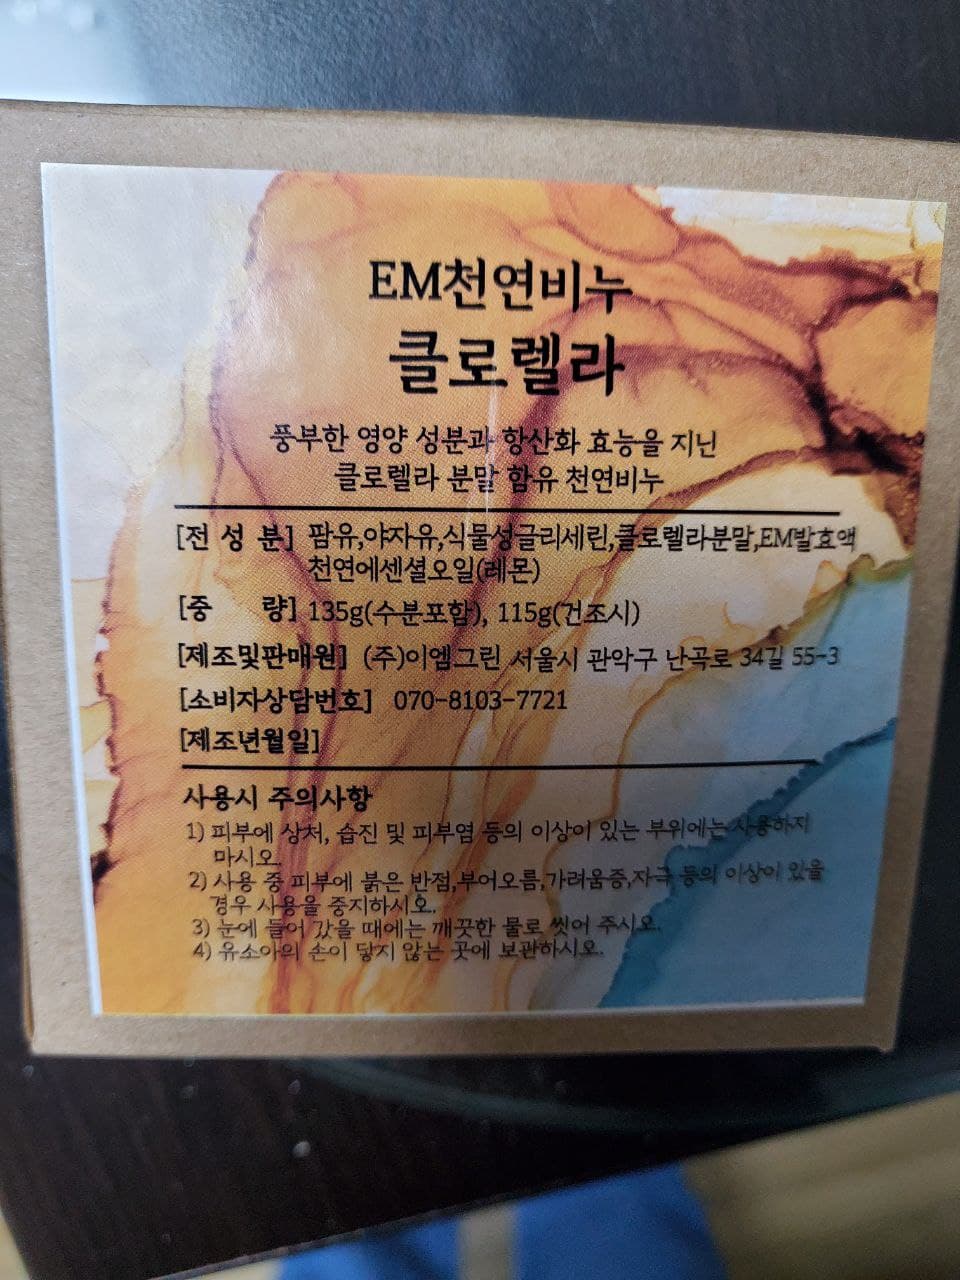 EM천연비누
클로렐라
풍부한 영양 성분과 항산화 효능을 지닌
클로렐라 분말 함유 천연비누
[전 성 분] 팜유,야자유,식물성글리세린,클로렐라분말,EM발효액
천연에센셜오일(레몬)
[중 량] 135g(수분포함), 115g(건조시)
[제조및판매원] (주)이엠그린 서울시 관악구 난곡로 34길 55-3
[소비자상담번호] 070-8103-7721
[제조년월일]
사용시 주의사항
1) 피부에 상처, 습진 및 피부염 등의 이상이 있는 부위에는 사용하지
마시오.
2) 사용 중 피부에 붉은 반점,부어오름,가려움증,자극 등의 이상이 있을
경우 사용을 중지하시오.
3) 눈에 들어 갔을 때에는 깨끗한 물로 씻어 주시오.
4) 유소아의 손이 닿지 않는 곳에 보관하시오.